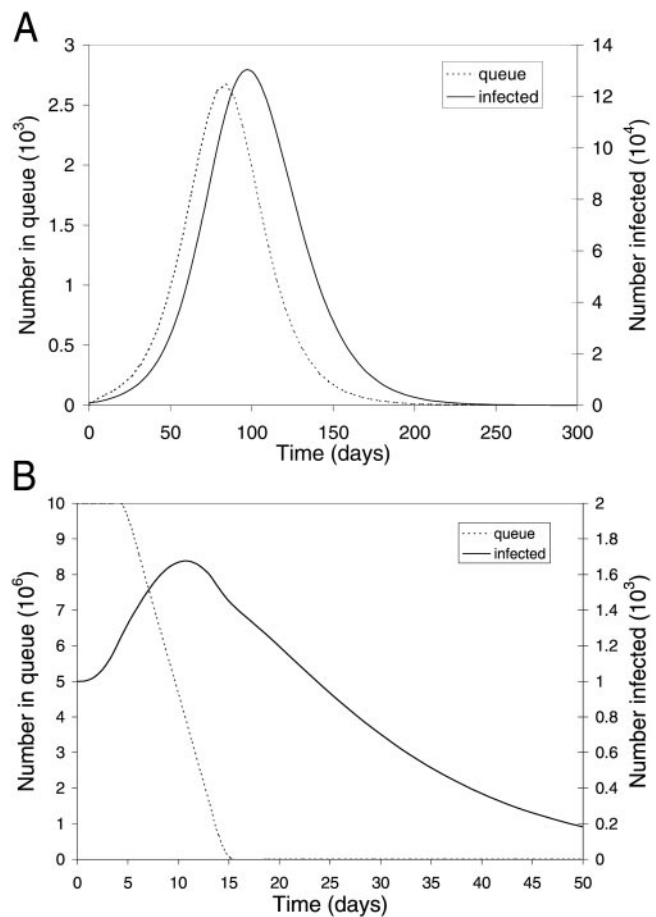 A
3
2.5
2
1.5
1
0.5
0
Number in queue (10³)
14
12
10
8
6
4
2
0
Number infected (10⁴)
queue
infected
0 50 100 150 200 250 300
Time (days)
B
10
9
8
7
6
5
4
3
2
1
0
Number in queue (10⁶)
2
1.8
1.6
1.4
1.2
1
0.8
0.6
0.4
0.2
0
Number infected (10³)
queue
infected
0 5 10 15 20 25 30 35 40 45 50
Time (days)